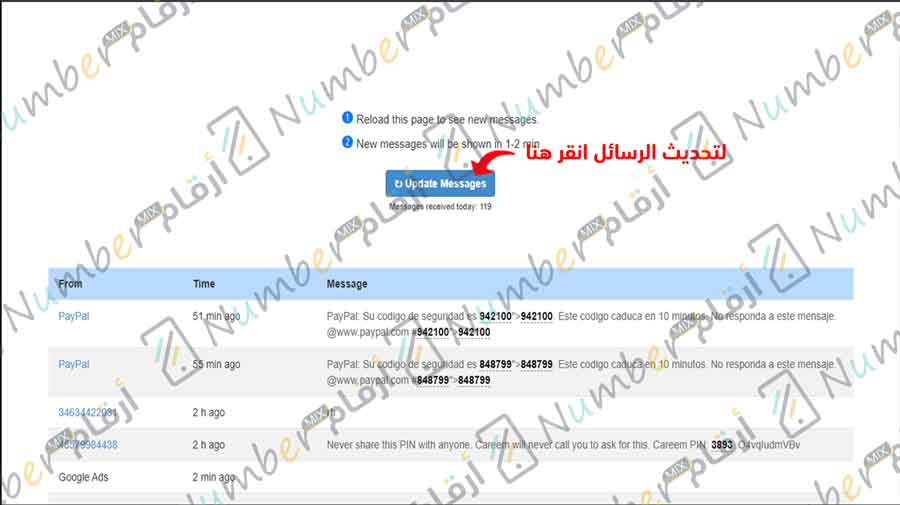 1 Reload this page to see new messages.
2 New messages will be shown in 1-2 min
لتحديث الرسائل انقر هنا
↻ Update Messages
Messages received today: 119
From Time Message
PayPal 51 min ago PayPal: Su codigo de seguridad es 942100">942100. Este codigo caduca en 10 minutos. No responda a este mensaje.
@www.paypal.com #942100">942100
PayPal 55 min ago PayPal: Su codigo de seguridad es 848799">848799. Este codigo caduca en 10 minutos. No responda a este mensaje.
@www.paypal.com #848799">848799
2 h ago
2 h ago Never share this PIN with anyone. Careem will never call you to ask for this. Careem PIN: 3893.
Google Ads 2 min ago
Number MIX أرقام